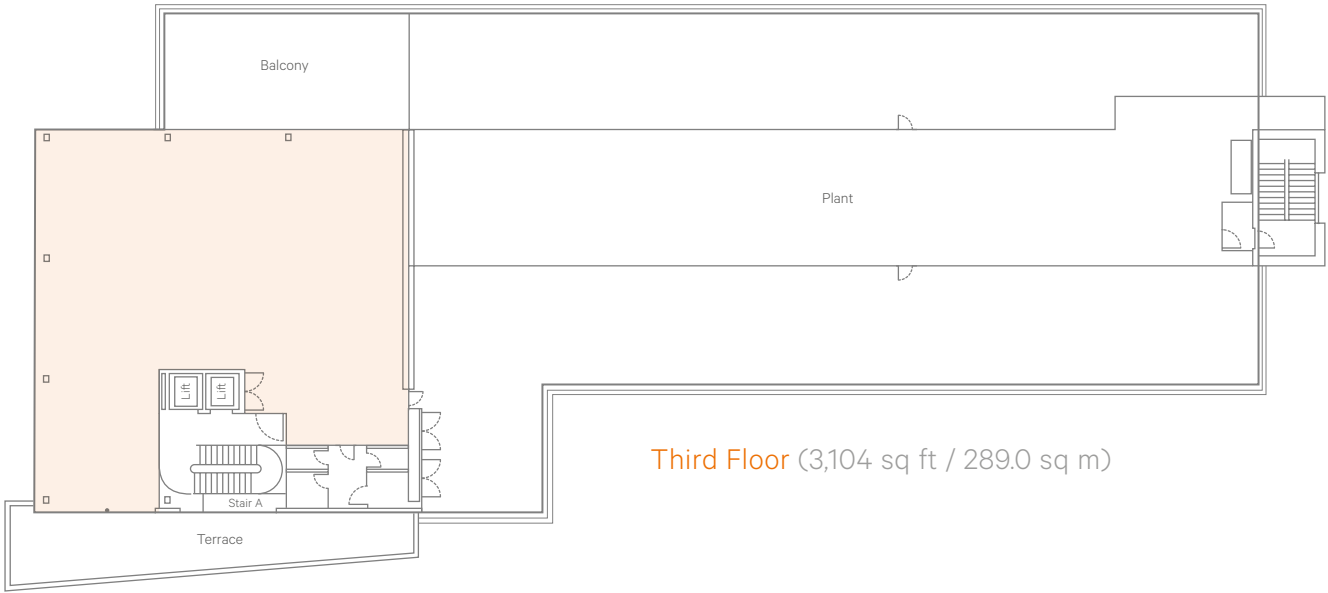 Balcony
Plant
Lift
Lift
Third Floor (3,104 sq ft / 289.0 sq m)
Stair A
Terrace